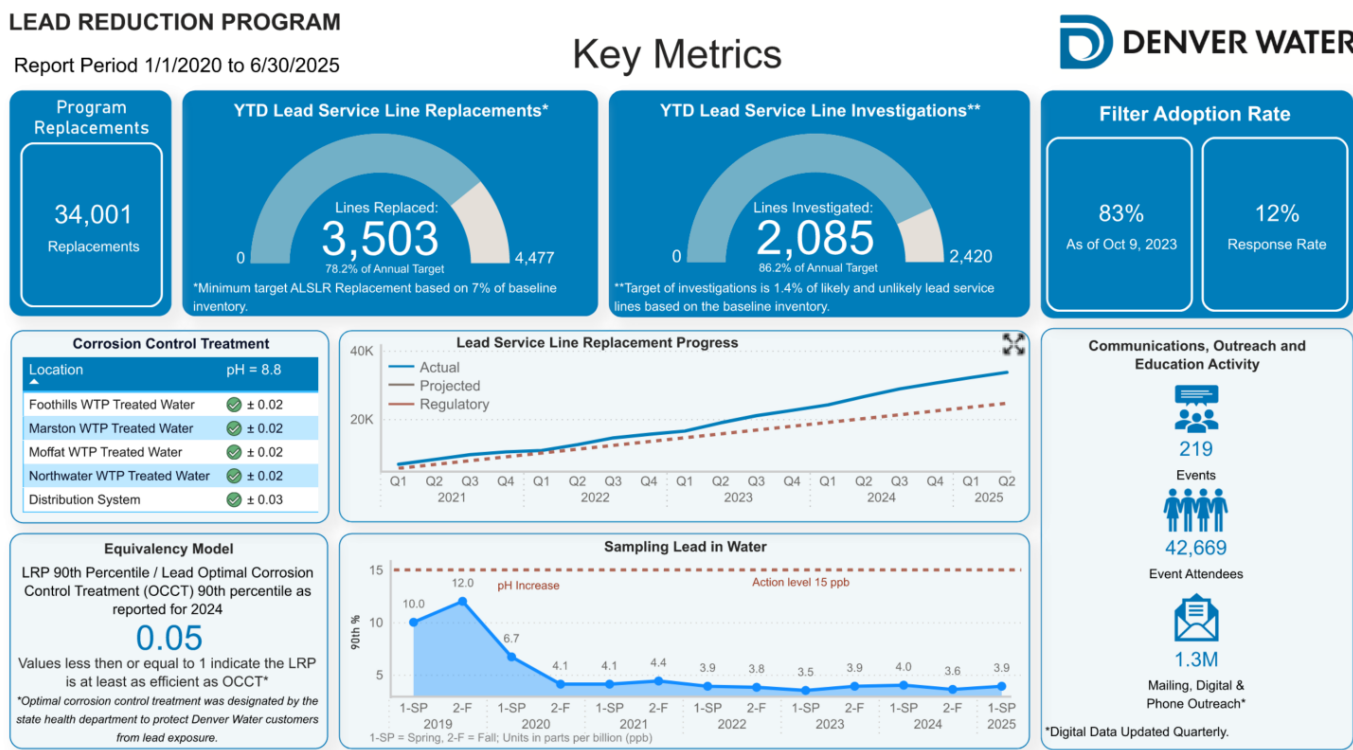 LEAD REDUCTION PROGRAM
Report Period 1/1/2020 to 6/30/2025
Key Metrics
DENVER WATER
Program
Replacements
34,001
Replacements
YTD Lead Service Line Replacements*
Lines Replaced:
3,503
0
4,477
78.2% of Annual Target
*Minimum target ALSLR Replacement based on 7% of baseline
inventory.
YTD Lead Service Line Investigations**
Lines Investigated:
2,085
0
2,420
86.2% of Annual Target
**Target of investigations is 1.4% of likely and unlikely lead service
lines based on the baseline inventory.
Filter Adoption Rate
83%
As of Oct 9, 2023
12%
Response Rate
Corrosion Control Treatment
Location pH = 8.8
Foothills WTP Treated Water ± 0.02
Marston WTP Treated Water ± 0.02
Moffat WTP Treated Water ± 0.02
Northwater WTP Treated Water ± 0.02
Distribution System ± 0.03
Lead Service Line Replacement Progress
40K
20K
Actual
Projected
Regulatory
Q1 Q2 Q3 Q4 Q1 Q2 Q3 Q4 Q1 Q2 Q3 Q4 Q1 Q2 Q3 Q4 Q1 Q2
2021 2022 2023 2024 2025
Communications, Outreach and
Education Activity
219
Events
42,669
Event Attendees
1.3M
Mailing, Digital &
Phone Outreach*
*Digital Data Updated Quarterly.
Equivalency Model
LRP 90th Percentile / Lead Optimal Corrosion
Control Treatment (OCCT) 90th percentile as
reported for 2024
0.05
Values less then or equal to 1 indicate the LRP
is at least as efficient as OCCT*
*Optimal corrosion control treatment was designated by the
state health department to protect Denver Water customers
from lead exposure.
Sampling Lead in Water
15
10
5
90th %
pH Increase
Action level 15 ppb
10.0 12.0 6.7 4.1 4.1 4.4 3.9 3.8 3.5 3.9 4.0 3.6 3.9
1-SP 2-F 1-SP 2-F 1-SP 2-F 1-SP 2-F 1-SP 2-F 1-SP 2-F 1-SP
2019 2020 2021 2022 2023 2024 2025
1-SP = Spring, 2-F = Fall; Units in parts per billion (ppb)